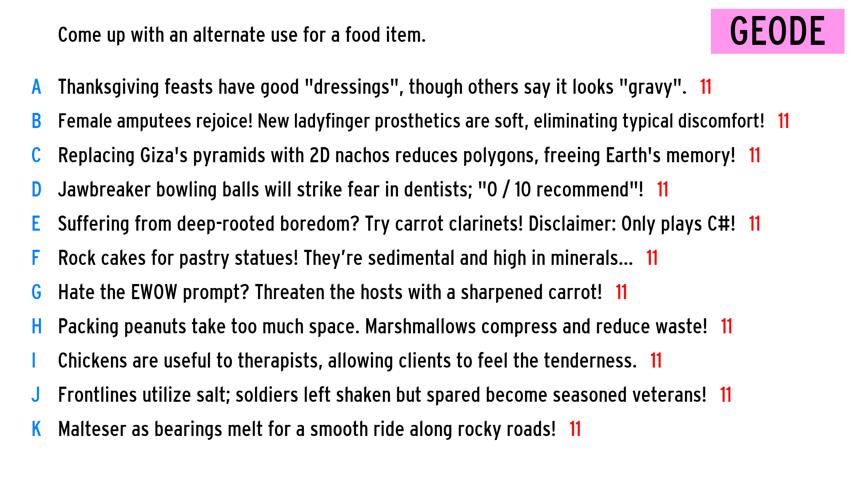 Come up with an alternate use for a food item.
GEODE
A Thanksgiving feasts have good "dressings", though others say it looks "gravy". 11
B Female amputees rejoice! New ladyfinger prosthetics are soft, eliminating typical discomfort! 11
C Replacing Giza's pyramids with 2D nachos reduces polygons, freeing Earth's memory! 11
D Jawbreaker bowling balls will strike fear in dentists; "0 / 10 recommend"! 11
E Suffering from deep-rooted boredom? Try carrot clarinets! Disclaimer: Only plays C#! 11
F Rock cakes for pastry statues! They’re sedimental and high in minerals... 11
G Hate the EWOW prompt? Threaten the hosts with a sharpened carrot! 11
H Packing peanuts take too much space. Marshmallows compress and reduce waste! 11
I Chickens are useful to therapists, allowing clients to feel the tenderness. 11
J Frontlines utilize salt; soldiers left shaken but spared become seasoned veterans! 11
K Malteser as bearings melt for a smooth ride along rocky roads! 11